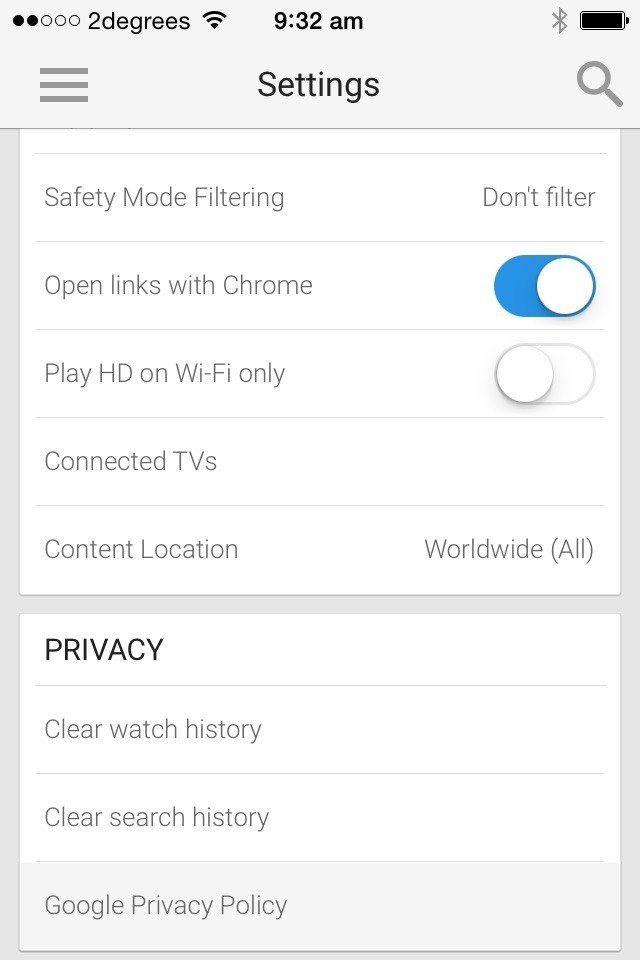 2degrees 9:32 am
Settings
Safety Mode Filtering Don't filter
Open links with Chrome
Play HD on Wi-Fi only
Connected TVs
Content Location Worldwide (All)
PRIVACY
Clear watch history
Clear search history
Google Privacy Policy